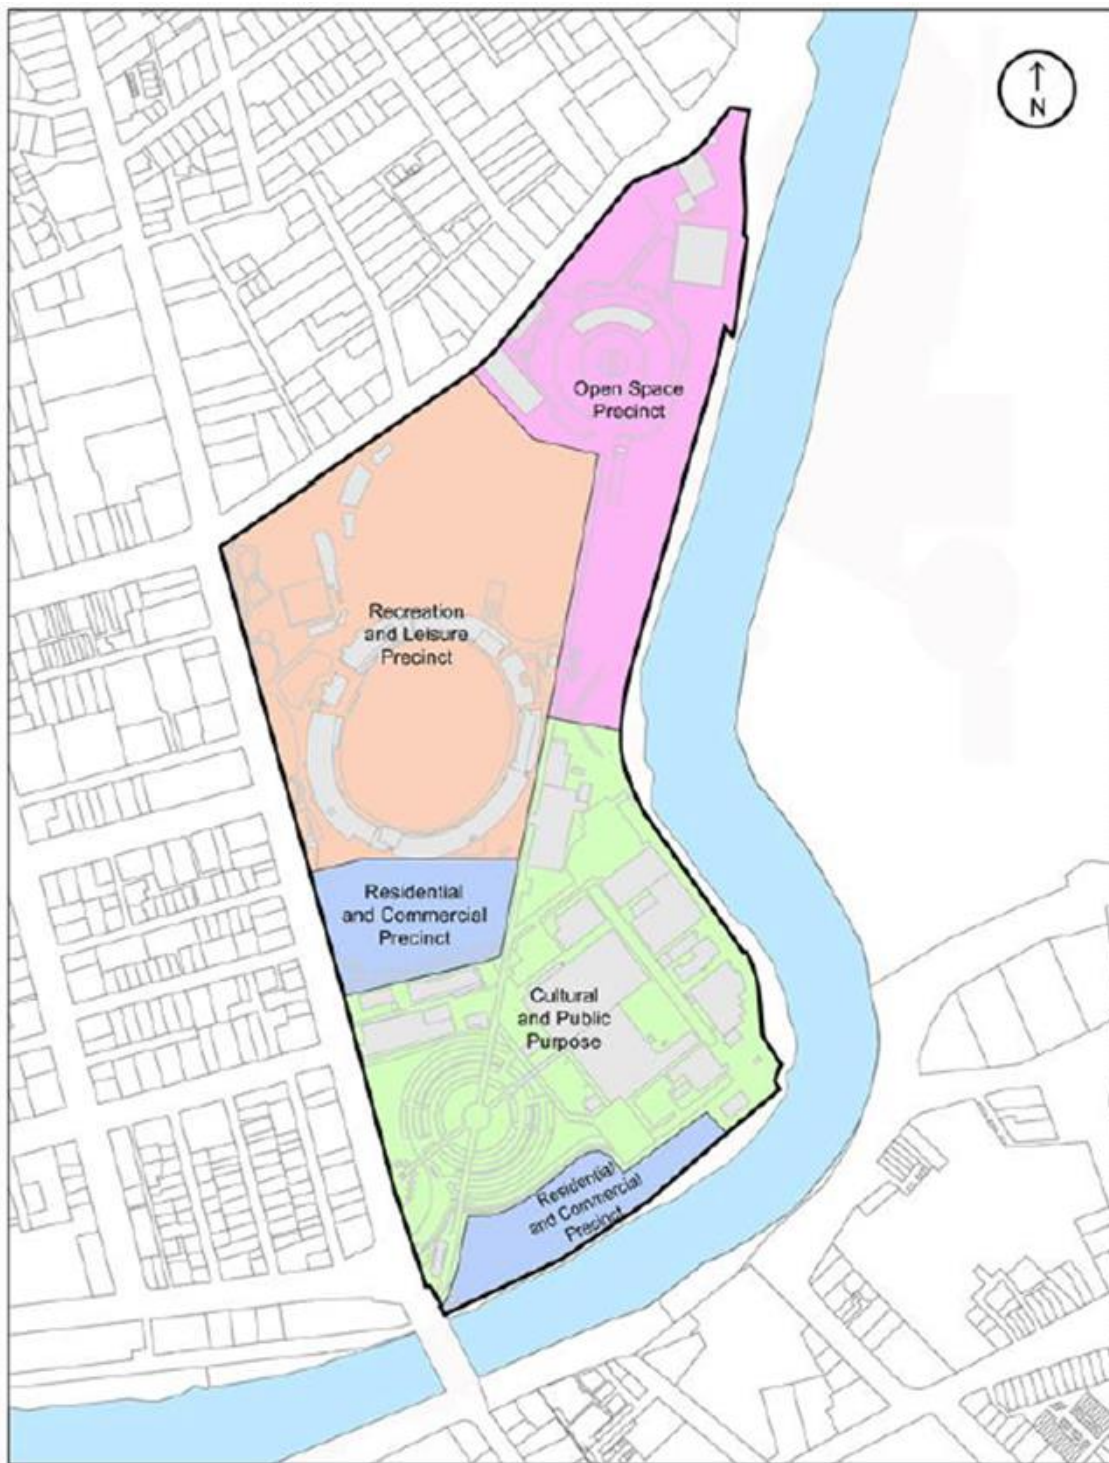 N
Open Space
Precinct
Recreation
and Leisure
Precinct
Residential
and Commercial
Precinct
Cultural
and Public
Purpose
Residential
and Commercial
Precinct